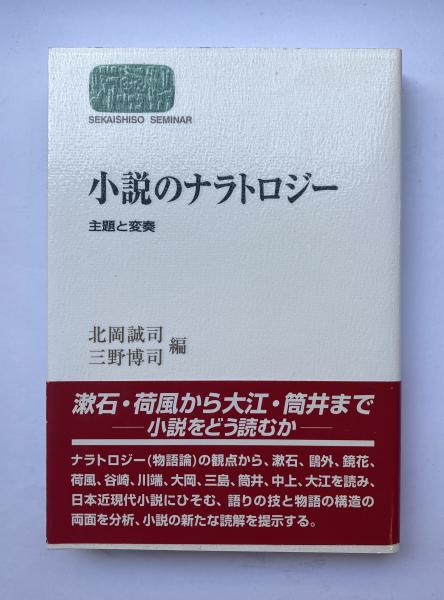 SEKAISHISO SEMINAR
小説のナラトロジー
主題と変奏
北岡誠司
三野博司
編
漱石・荷風から大江・筒井まで
―小説をどう読むか―
ナラトロジー(物語論)の観点から、漱石、鷗外、鏡花、
荷風、谷崎、川端、大岡、三島、筒井、中上、大江を読み、
日本近現代小説にひそむ、語りの技と物語の構造の
両面を分析、小説の新たな読解を提示する。